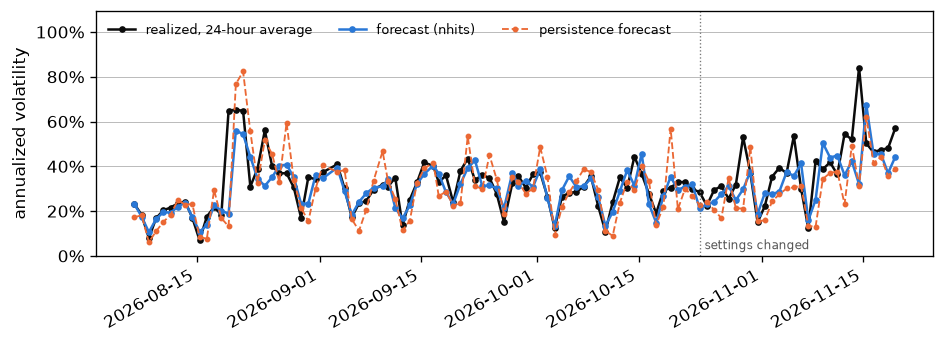 realized, 24-hour average forecast (nhits) persistence forecast
100%
80%
60%
40%
20%
0%
annualized volatility
settings changed
2026-08-15 2026-09-01 2026-09-15 2026-10-01 2026-10-15 2026-11-01 2026-11-15